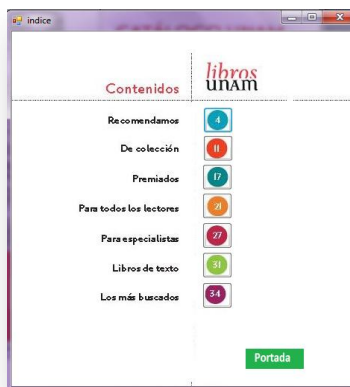 indice
libros
unam
Contenidos
Recomendamos 4
De colección 11
Premiados 17
Para todos los lectores 21
Para especialistas 27
Libros de texto 31
Los más buscados 34
Portada